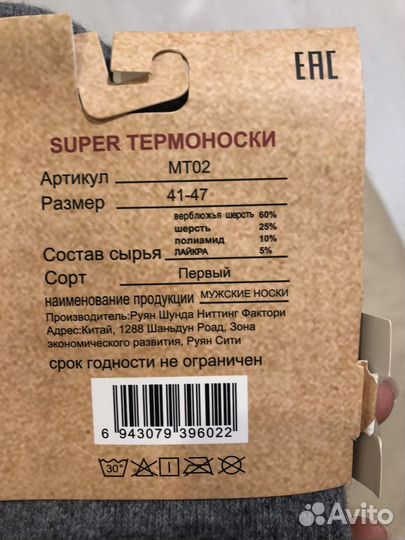 EAC
SUPER ТЕРМОНОСКИ
Артикул МТ02
Размер 41-47
верблюжья шерсть 60%
шерсть 25%
полиамид 10%
Состав сырья ЛАЙКРА 5%
Сорт Первый
наименование продукции МУЖСКИЕ НОСКИ
Производитель:Руян Шунда Ниттинг Фактори
Адрес:Китай, 1288 Шаньдун Роад, Зона
экономического развития, Руян Сити
срок годности не ограничен
6 943079 396022
30°
Avito